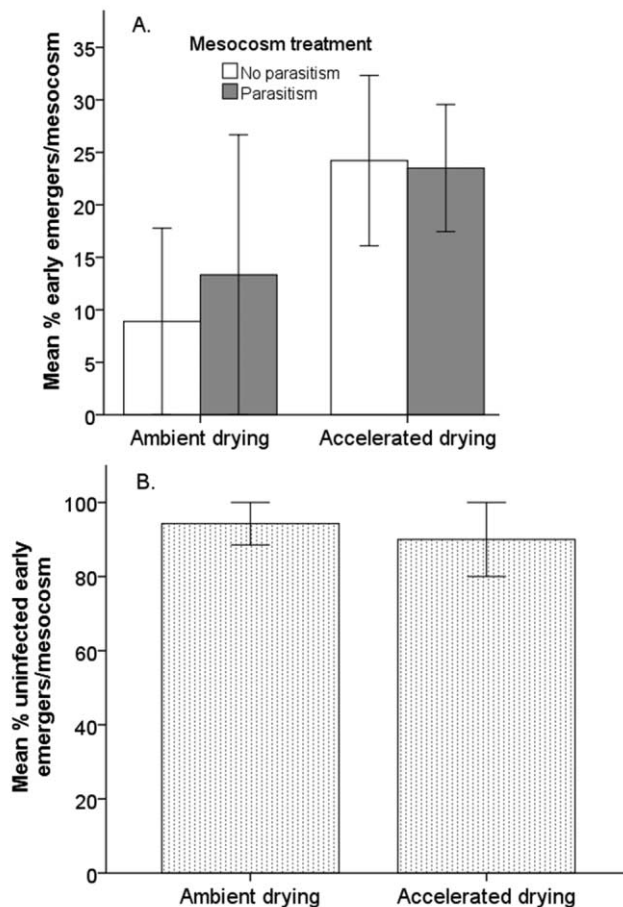 A.
Mesocosm treatment
No parasitism
Parasitism
Mean % early emergers/mesocosm
35
30
25
20
15
10
5
0
Ambient drying Accelerated drying
B.
Mean % uninfected early
emergers/mesocosm
100
80
60
40
20
0
Ambient drying Accelerated drying